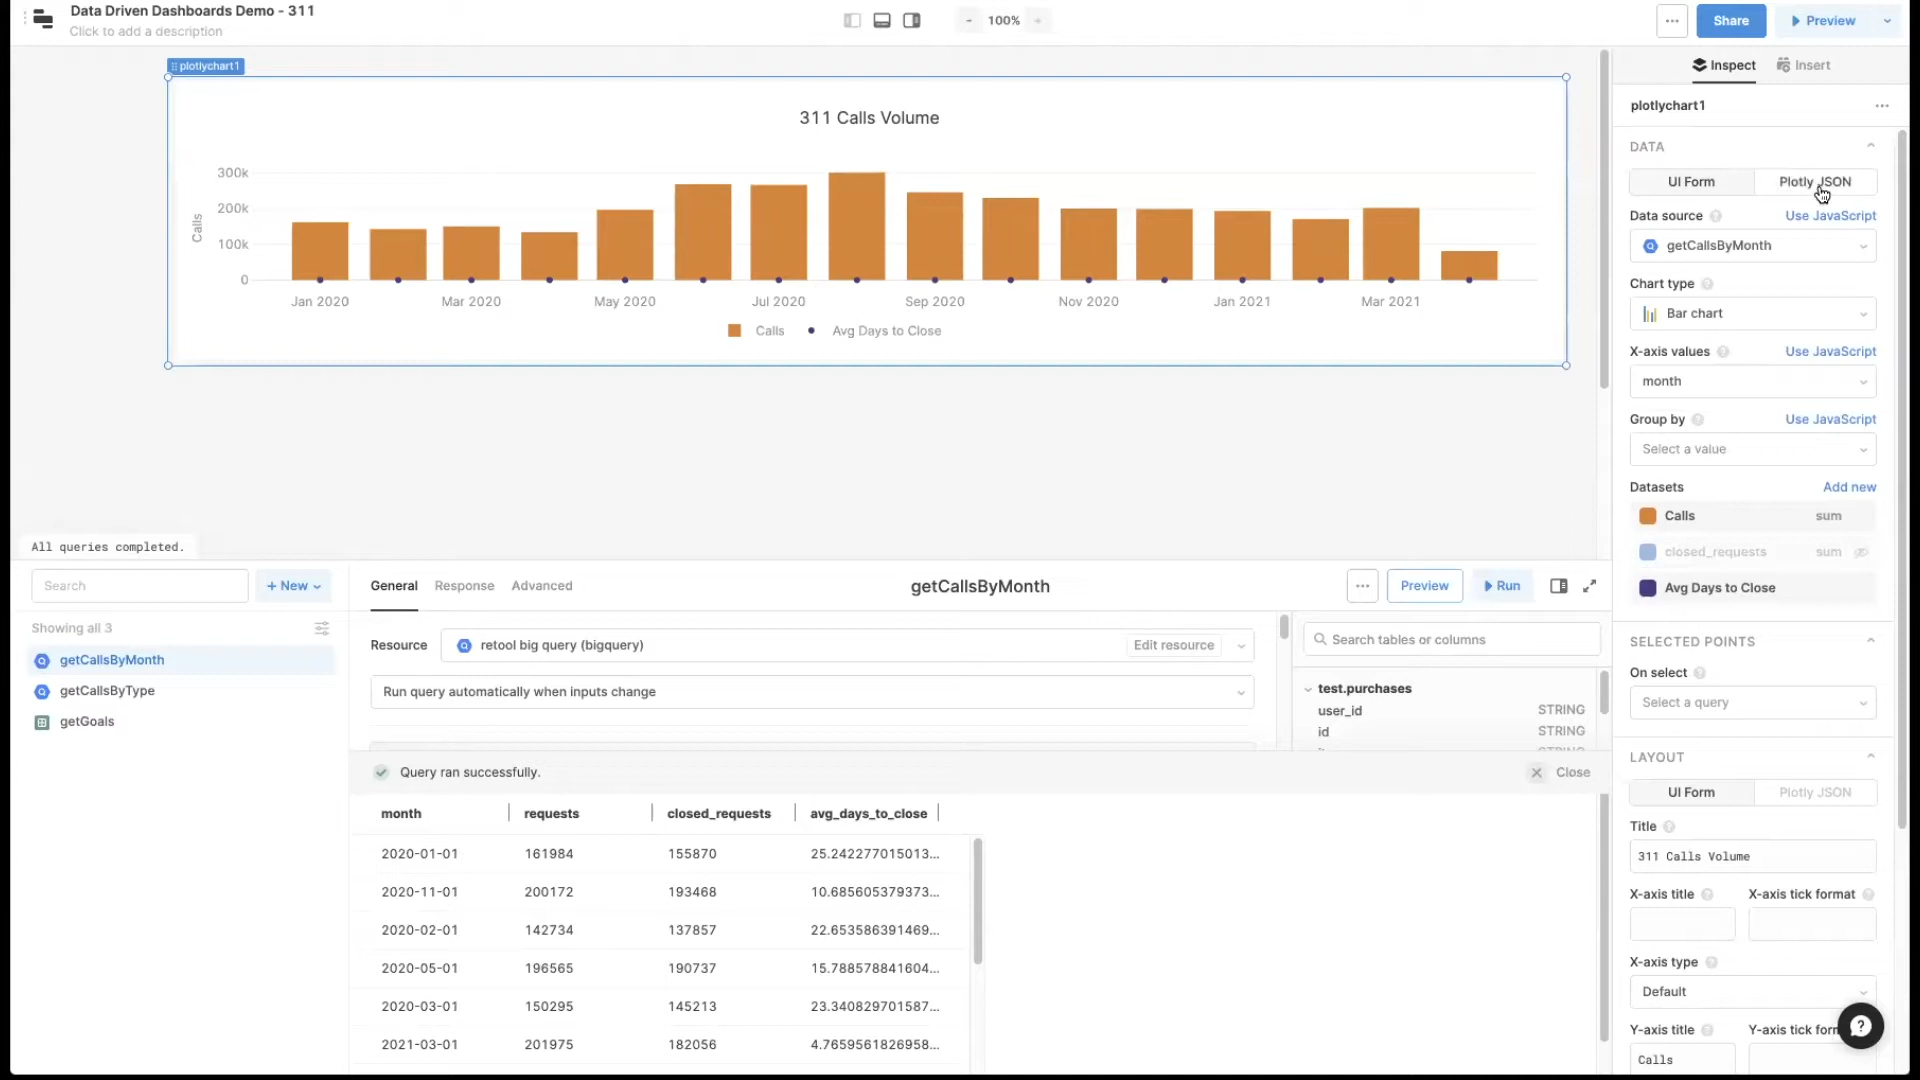 Data Driven Dashboards Demo - 311
Click to add a description
- 100% +
Share
Preview
plotlychart1
311 Calls Volume
Calls
300k
200k
100k
0
Jan 2020 Mar 2020 May 2020 Jul 2020 Sep 2020 Nov 2020 Jan 2021 Mar 2021
Calls Avg Days to Close
All queries completed.
Search
+ New
Showing all 3
getCallsByMonth
getCallsByType
getGoals
General Response Advanced
getCallsByMonth
Preview
Run
Resource
retool big query (bigquery)
Edit resource
Run query automatically when inputs change
Search tables or columns
test.purchases
user_id STRING
id STRING
Query ran successfully.
Close
month requests closed_requests avg_days_to_close
2020-01-01 161984 155870 25.242277015013...
2020-11-01 200172 193468 10.685605379373...
2020-02-01 142734 137857 22.653586391469...
2020-05-01 196565 190737 15.788578841604...
2020-03-01 150295 145213 23.340829701587...
2021-03-01 201975 182056 4.7659561826958...
Inspect Insert
plotlychart1
DATA
UI Form Plotly JSON
Data source ? Use JavaScript
getCallsByMonth
Chart type ?
Bar chart
X-axis values ? Use JavaScript
month
Group by ? Use JavaScript
Select a value
Datasets Add new
Calls sum
closed_requests sum
Avg Days to Close
SELECTED POINTS
On select ?
Select a query
LAYOUT
UI Form Plotly JSON
Title ?
311 Calls Volume
X-axis title ? X-axis tick format ?
X-axis type ?
Default
Y-axis title ? Y-axis tick form
Calls
?